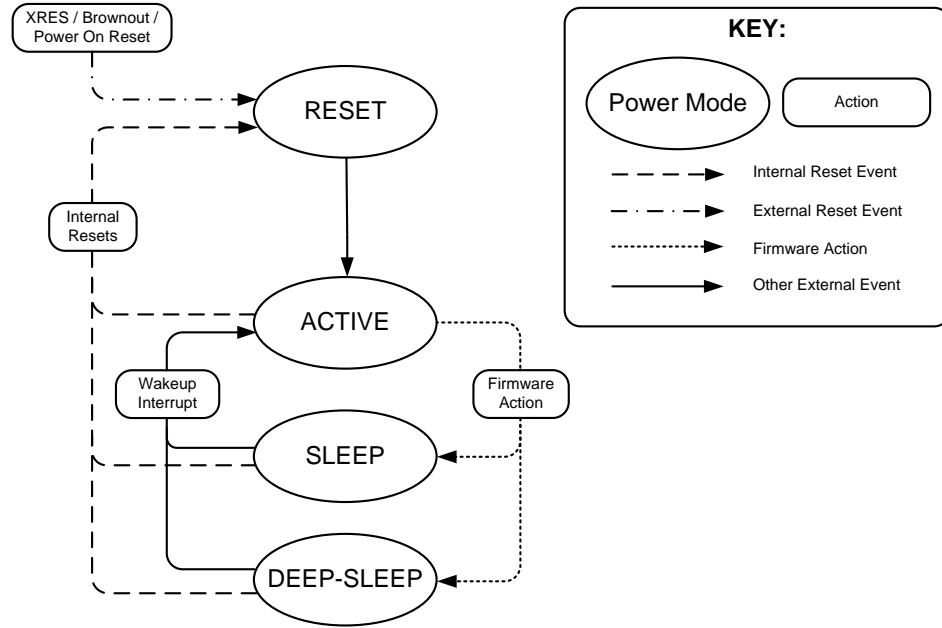 XRES / Brownout /
Power On Reset
RESET
Internal
Resets
ACTIVE
Wakeup
Interrupt
Firmware
Action
SLEEP
DEEP-SLEEP
KEY:
Power Mode
Action
Internal Reset Event
External Reset Event
Firmware Action
Other External Event